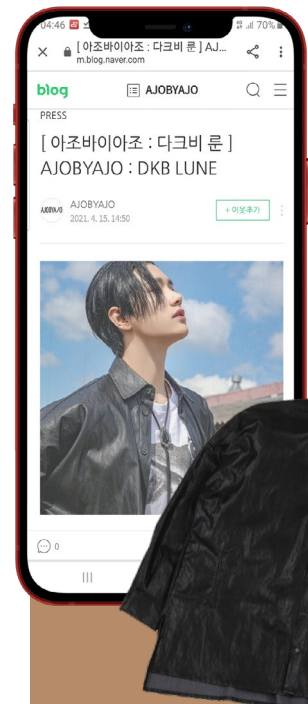 04:46
70%
[ 아조바이아조 : 다크비 룬 ] AJ...
m.blog.naver.com
blog
AJOBYAJO
PRESS
[ 아조바이아조 : 다크비 룬 ]
AJOBYAJO : DKB LUNE
AJOBYAJO
AJOBYAJO
2021. 4. 15. 14:50
+ 이웃추가
0